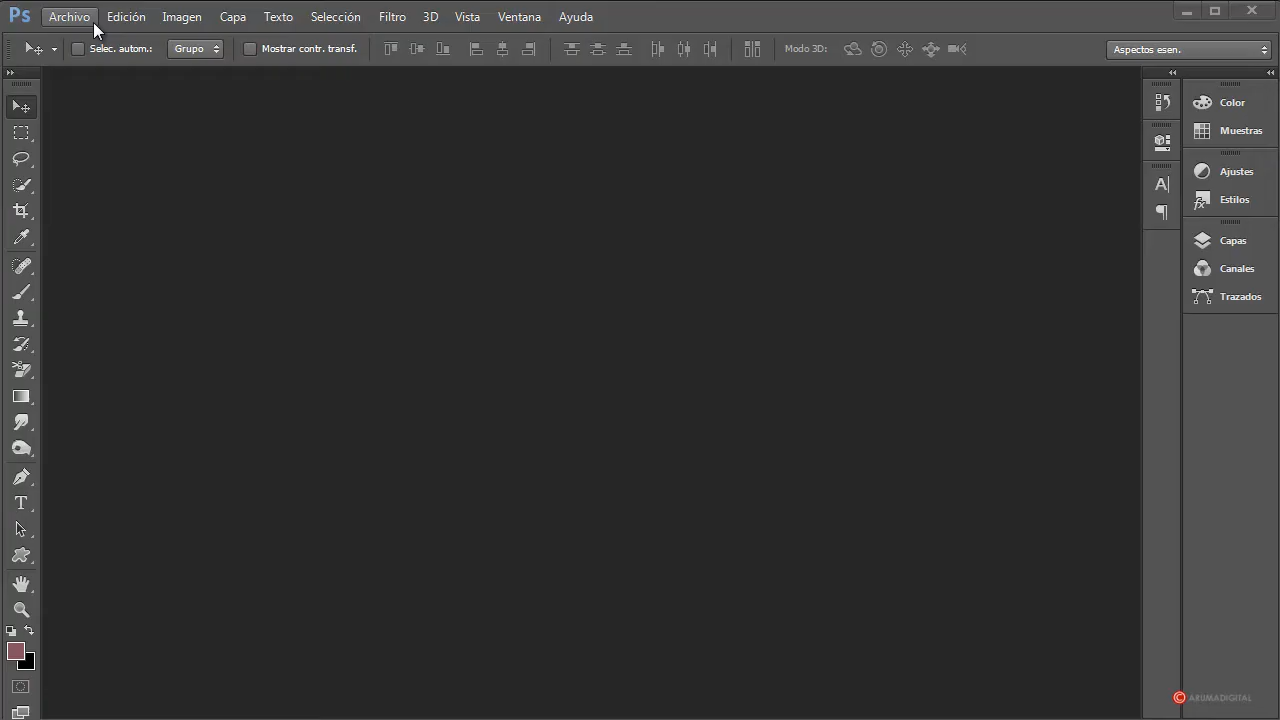 Ps Archivo Edición Imagen Capa Texto Selección Filtro 3D Vista Ventana Ayuda
Selec. autom.: Grupo Mostrar contr. transf. Modo 3D: Aspectos esen.
Color
Muestras
Ajustes
Estilos
Capas
Canales
Trazados
© ARUMADIGITAL